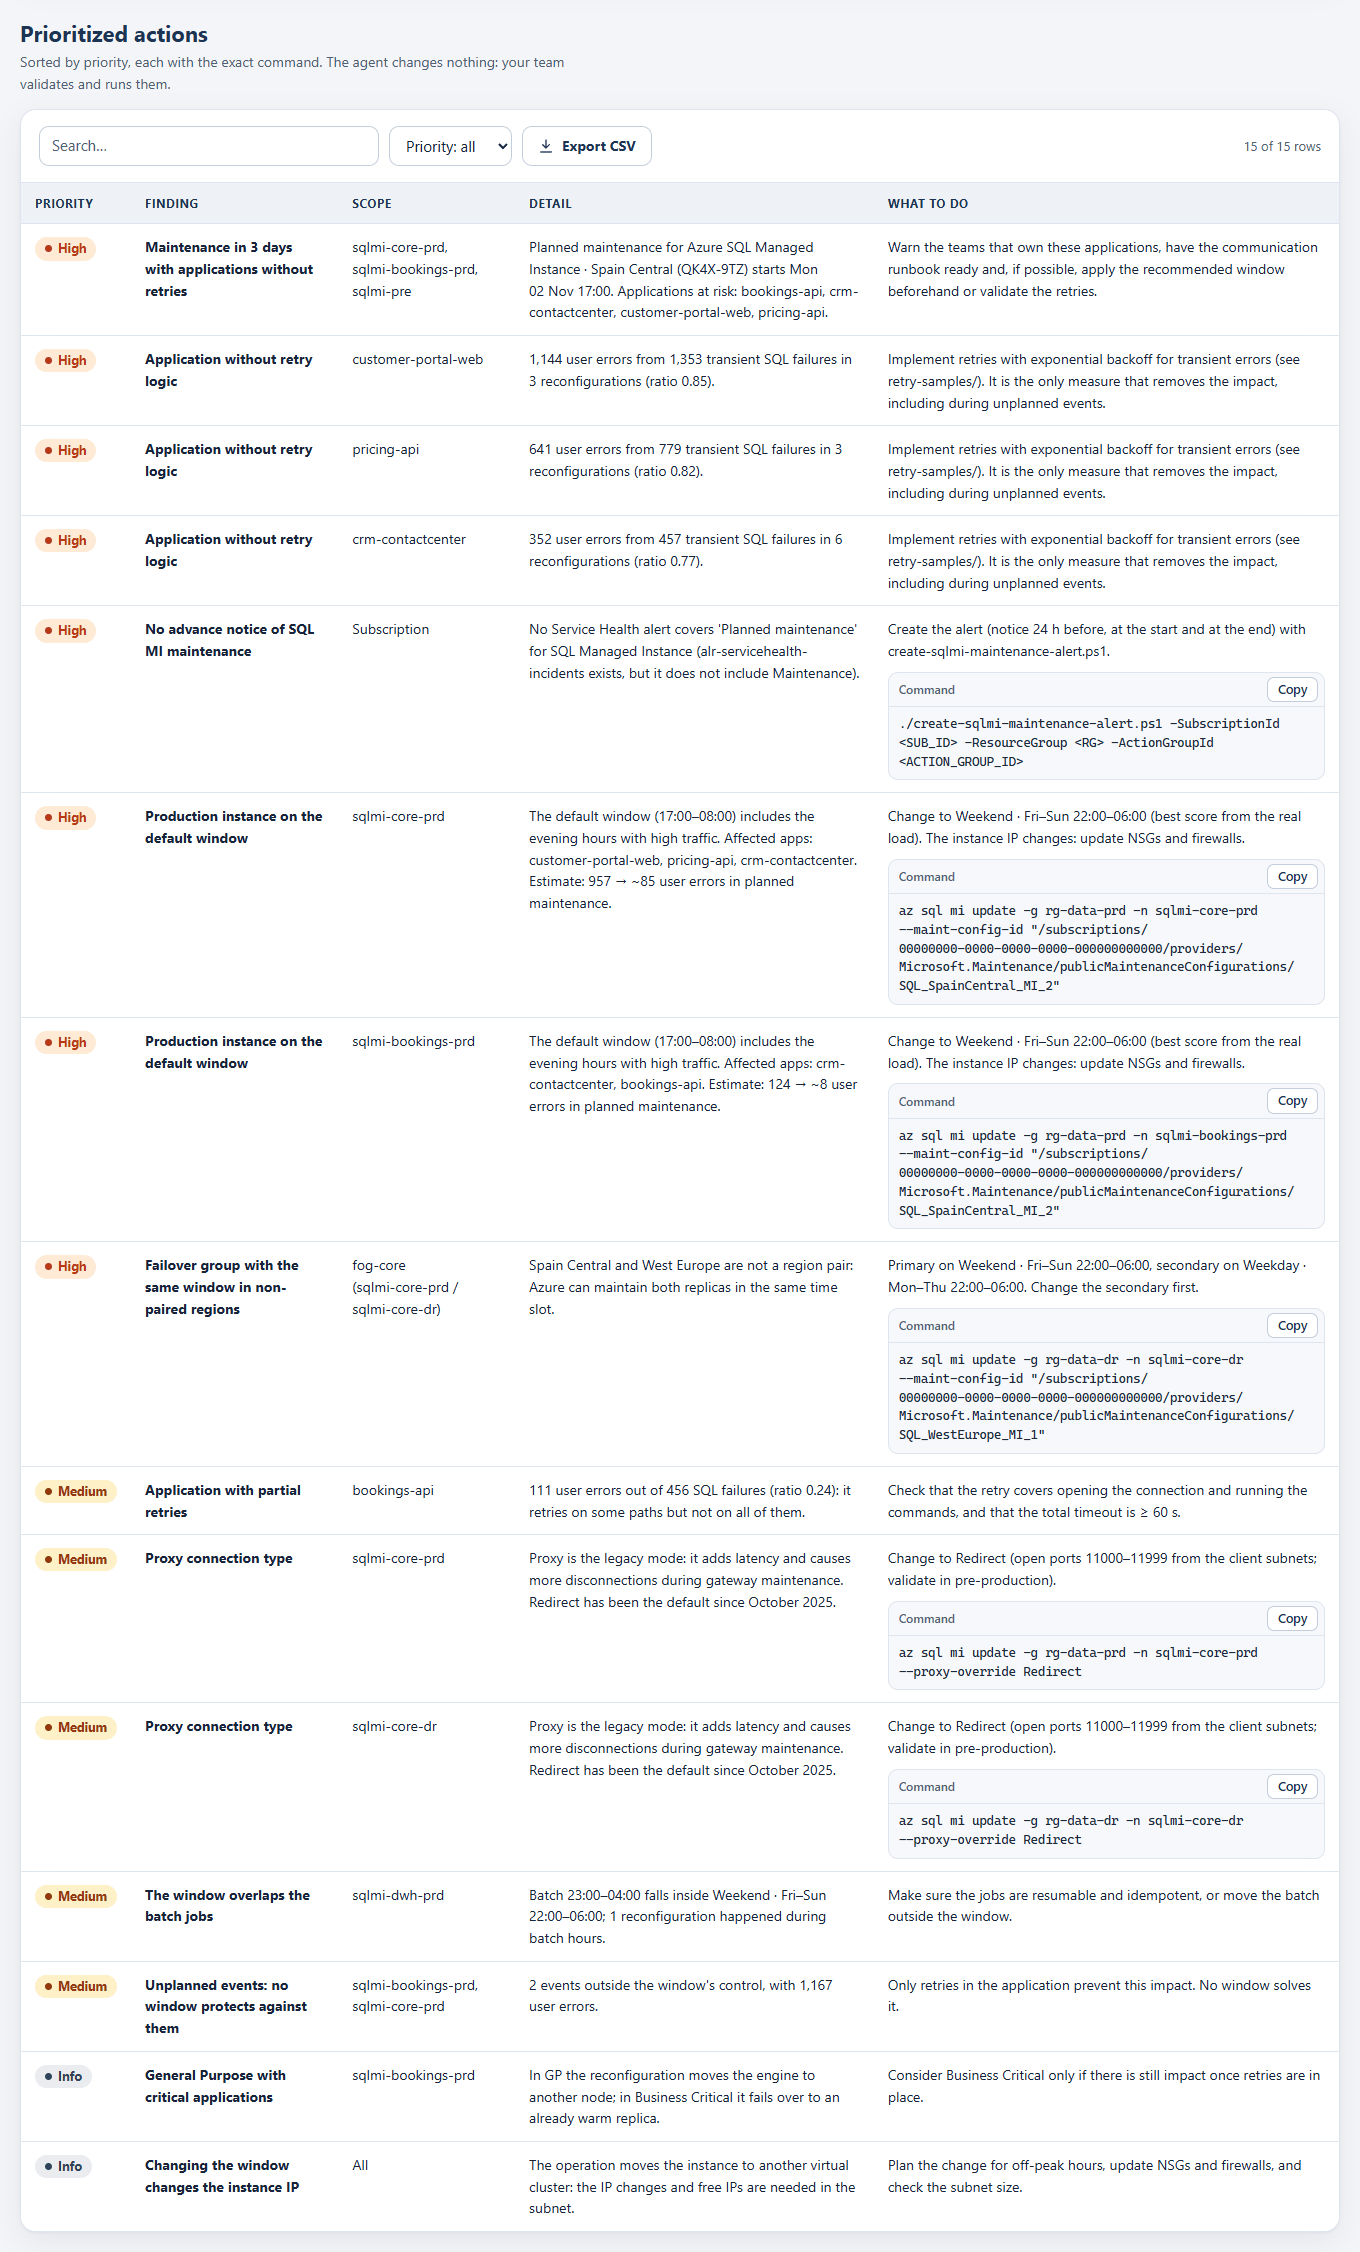 Prioritized actions
Sorted by priority, each with the exact command. The agent changes nothing: your team
validates and runs them.
Search...
Priority: all
Export CSV
15 of 15 rows
PRIORITY
FINDING
SCOPE
DETAIL
WHAT TO DO
High
Maintenance in 3 days
with applications without
retries
sqlmi-core-prd,
sqlmi-bookings-prd,
sqlmi-pre
Planned maintenance for Azure SQL Managed
Instance · Spain Central (QK4X-9TZ) starts Mon
02 Nov 17:00. Applications at risk: bookings-api, crm-
contactcenter, customer-portal-web, pricing-api.
Warn the teams that own these applications, have the communication
runbook ready and, if possible, apply the recommended window
beforehand or validate the retries.
High
Application without retry
logic
customer-portal-web
1,144 user errors from 1,353 transient SQL failures in
3 reconfigurations (ratio 0.85).
Implement retries with exponential backoff for transient errors (see
retry-samples/). It is the only measure that removes the impact,
including during unplanned events.
High
Application without retry
logic
pricing-api
641 user errors from 779 transient SQL failures in 3
reconfigurations (ratio 0.82).
Implement retries with exponential backoff for transient errors (see
retry-samples/). It is the only measure that removes the impact,
including during unplanned events.
High
Application without retry
logic
crm-contactcenter
352 user errors from 457 transient SQL failures in 6
reconfigurations (ratio 0.77).
Implement retries with exponential backoff for transient errors (see
retry-samples/). It is the only measure that removes the impact,
including during unplanned events.
High
No advance notice of SQL
MI maintenance
Subscription
No Service Health alert covers 'Planned maintenance'
for SQL Managed Instance (alr-servicehealth-
incidents exists, but it does not include Maintenance).
Create the alert (notice 24 h before, at the start and at the end) with
create-sqlmi-maintenance-alert.ps1.
Command
Copy
./create-sqlmi-maintenance-alert.ps1 -SubscriptionId
<SUB_ID> -ResourceGroup <RG> -ActionGroupId
<ACTION_GROUP_ID>
High
Production instance on the
default window
sqlmi-core-prd
The default window (17:00–08:00) includes the
evening hours with high traffic. Affected apps:
customer-portal-web, pricing-api, crm-contactcenter.
Estimate: 957 → ~85 user errors in planned
maintenance.
Change to Weekend · Fri–Sun 22:00–06:00 (best score from the real
load). The instance IP changes: update NSGs and firewalls.
Command
Copy
az sql mi update -g rg-data-prd -n sqlmi-core-prd
--maint-config-id "/subscriptions/
00000000-0000-0000-0000-000000000000/providers/
Microsoft.Maintenance/publicMaintenanceConfigurations/
SQL_SpainCentral_MI_2"
High
Production instance on the
default window
sqlmi-bookings-prd
The default window (17:00–08:00) includes the
evening hours with high traffic. Affected apps: crm-
contactcenter, bookings-api. Estimate: 124 → ~8 user
errors in planned maintenance.
Change to Weekend · Fri–Sun 22:00–06:00 (best score from the real
load). The instance IP changes: update NSGs and firewalls.
Command
Copy
az sql mi update -g rg-data-prd -n sqlmi-bookings-prd
--maint-config-id "/subscriptions/
00000000-0000-0000-0000-000000000000/providers/
Microsoft.Maintenance/publicMaintenanceConfigurations/
SQL_SpainCentral_MI_2"
High
Failover group with the
same window in non-
paired regions
fog-core
(sqlmi-core-prd /
sqlmi-core-dr)
Spain Central and West Europe are not a region pair:
Azure can maintain both replicas in the same time
slot.
Primary on Weekend · Fri–Sun 22:00–06:00, secondary on Weekday ·
Mon–Thu 22:00–06:00. Change the secondary first.
Command
Copy
az sql mi update -g rg-data-dr -n sqlmi-core-dr
--maint-config-id "/subscriptions/
00000000-0000-0000-0000-000000000000/providers/
Microsoft.Maintenance/publicMaintenanceConfigurations/
SQL_WestEurope_MI_1"
Medium
Application with partial
retries
bookings-api
111 user errors out of 456 SQL failures (ratio 0.24): it
retries on some paths but not on all of them.
Check that the retry covers opening the connection and running the
commands, and that the total timeout is ≥ 60 s.
Medium
Proxy connection type
sqlmi-core-prd
Proxy is the legacy mode: it adds latency and causes
more disconnections during gateway maintenance.
Redirect has been the default since October 2025.
Change to Redirect (open ports 11000–11999 from the client subnets;
validate in pre-production).
Command
Copy
az sql mi update -g rg-data-prd -n sqlmi-core-prd
--proxy-override Redirect
Medium
Proxy connection type
sqlmi-core-dr
Proxy is the legacy mode: it adds latency and causes
more disconnections during gateway maintenance.
Redirect has been the default since October 2025.
Change to Redirect (open ports 11000–11999 from the client subnets;
validate in pre-production).
Command
Copy
az sql mi update -g rg-data-dr -n sqlmi-core-dr
--proxy-override Redirect
Medium
The window overlaps the
batch jobs
sqlmi-dwh-prd
Batch 23:00–04:00 falls inside Weekend · Fri–Sun
22:00–06:00; 1 reconfiguration happened during
batch hours.
Make sure the jobs are resumable and idempotent, or move the batch
outside the window.
Medium
Unplanned events: no
window protects against
them
sqlmi-bookings-prd,
sqlmi-core-prd
2 events outside the window's control, with 1,167
user errors.
Only retries in the application prevent this impact. No window solves
it.
Info
General Purpose with
critical applications
sqlmi-bookings-prd
In GP the reconfiguration moves the engine to
another node; in Business Critical it fails over to an
already warm replica.
Consider Business Critical only if there is still impact once retries are in
place.
Info
Changing the window
changes the instance IP
All
The operation moves the instance to another virtual
cluster: the IP changes and free IPs are needed in the
subnet.
Plan the change for off-peak hours, update NSGs and firewalls, and
check the subnet size.